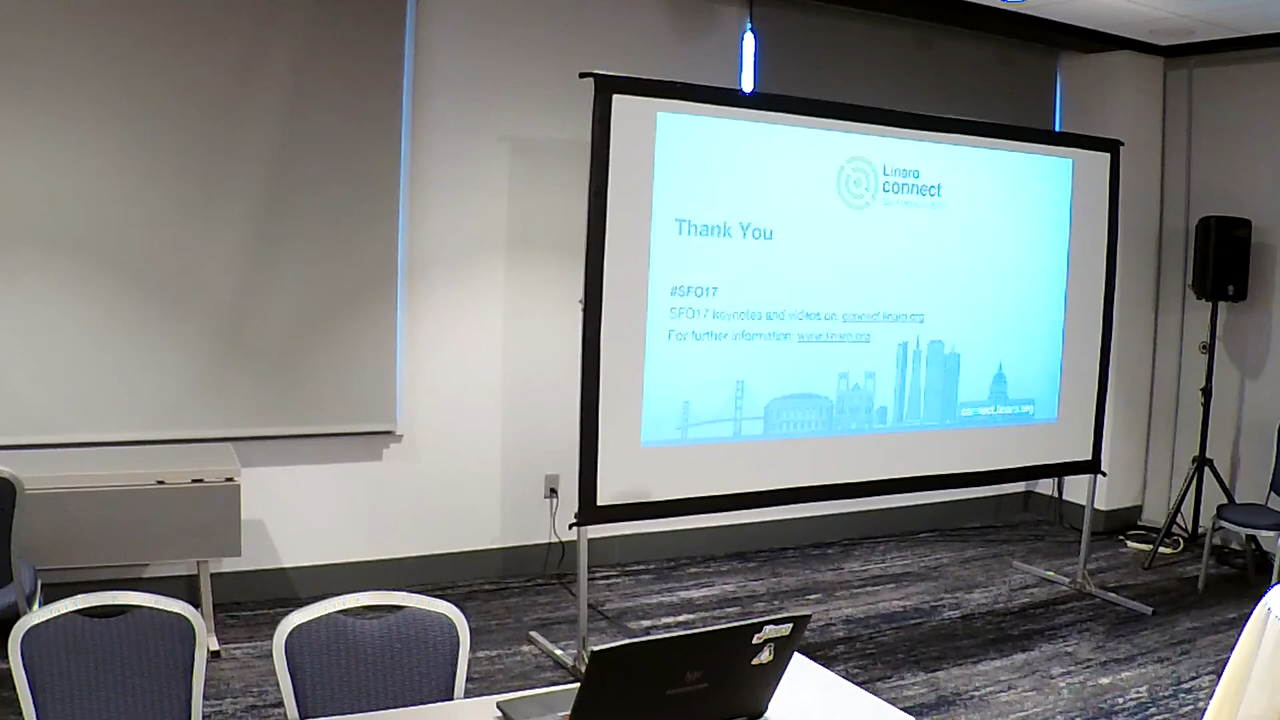 Linaro
connect
Thank You
#SFO17
SFO17 keynotes and videos on: connect.linaro.org
For further information: www.linaro.org
connect.linaro.org